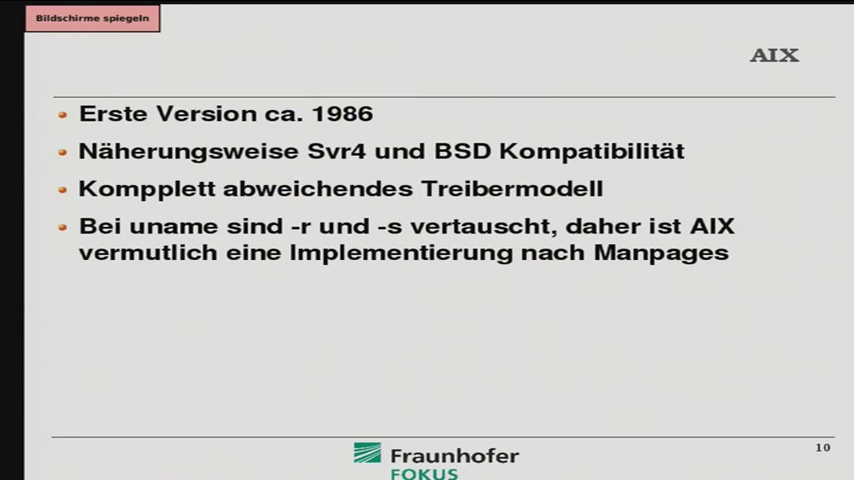 Bildschirme spiegeln
AIX
Erste Version ca. 1986
Näherungsweise Svr4 und BSD Kompatibilität
Kompplett abweichendes Treibermodell
Bei uname sind -r und -s vertauscht, daher ist AIX
vermutlich eine Implementierung nach Manpages
10
Fraunhofer
FOKUS